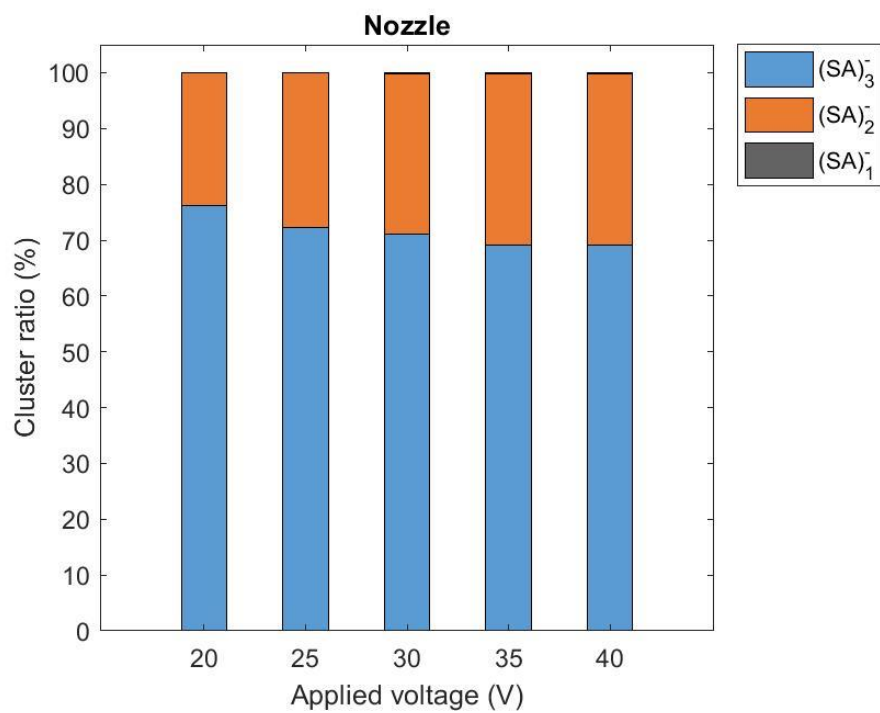 Nozzle
(SA)₃⁻
(SA)₂⁻
(SA)₁⁻
100
90
80
70
60
50
40
30
20
10
0
Cluster ratio (%)
20 25 30 35 40
Applied voltage (V)